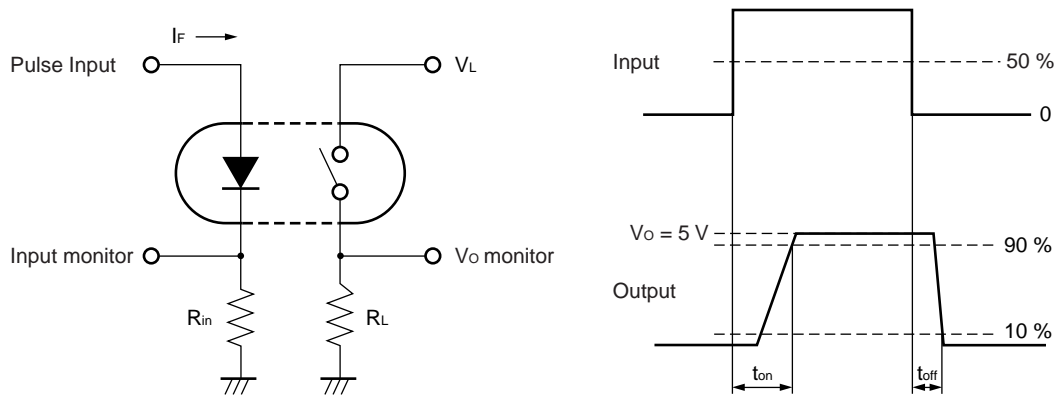 IF
Pulse Input
VL
Input monitor
VO monitor
Rin
RL
Input
50 %
0
VO = 5 V
90 %
Output
10 %
ton
toff